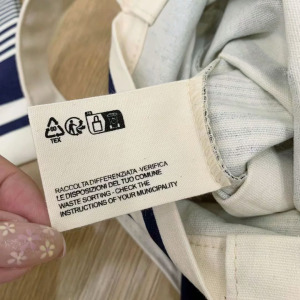 TEX
RACCOLTA DIFFERENZIATA VERIFICA
LE DISPOSIZIONI DEL TUO COMUNE
WASTE SORTING - CHECK THE
INSTRUCTIONS OF YOUR MUNICIPALITY